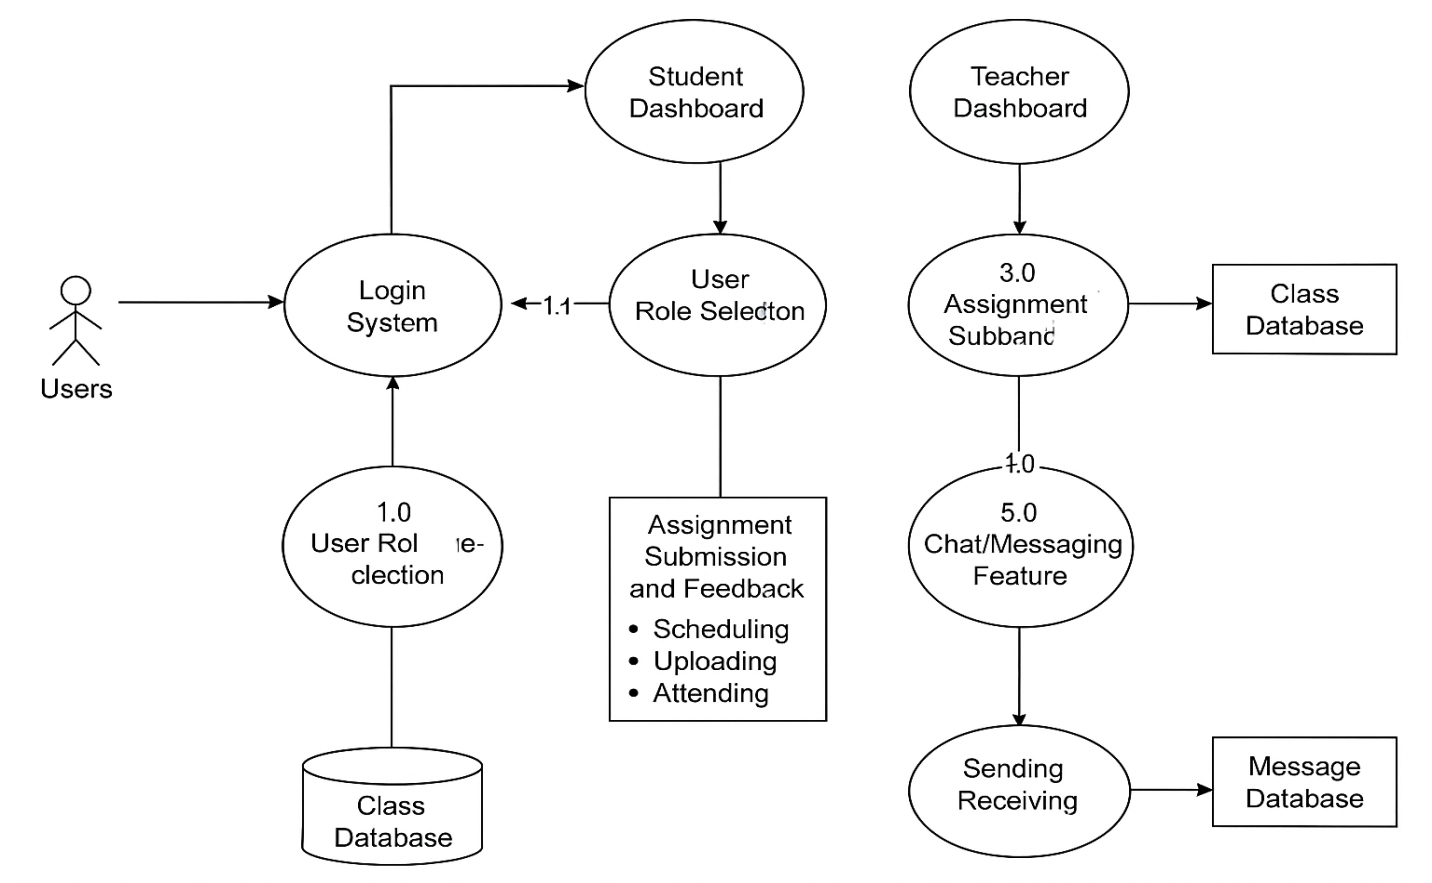 Student
Dashboard
Teacher
Dashboard
Users
Login
System
1.1
User
Role Selecton
3.0
Assignment
Subband
Class
Database
1.0
User Rol
clection
Assignment
Submission
and Feedback
• Scheduling
• Uploading
• Attending
1.0
5.0
Chat/Messaging
Feature
Class
Database
Sending
Receiving
Message
Database